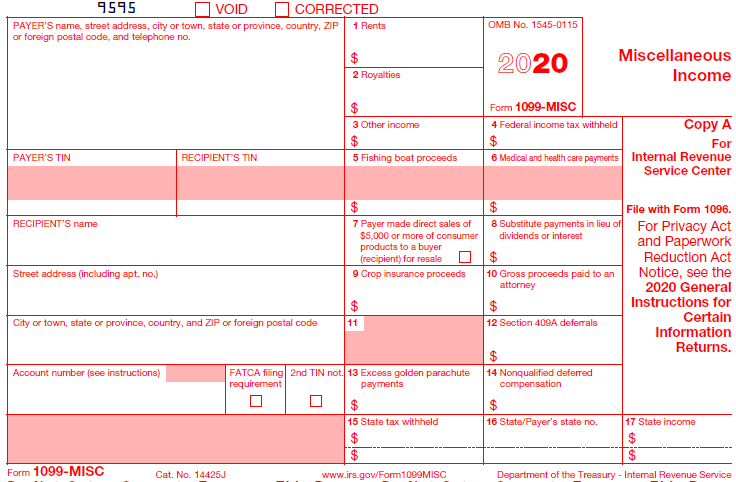 9595
VOID
CORRECTED
PAYER'S name, street address, city or town, state or province, country, ZIP
or foreign postal code, and telephone no.
1 Rents
$
2 Royalties
$
OMB No. 1545-0115
2020
Form 1099-MISC
Miscellaneous
Income
3 Other income
$
4 Federal income tax withheld
$
Copy A
For
Internal Revenue
Service Center
File with Form 1096.
For Privacy Act
and Paperwork
Reduction Act
Notice, see the
2020 General
Instructions for
Certain
Information
Returns.
PAYER'S TIN
RECIPIENT'S TIN
5 Fishing boat proceeds
$
6 Medical and health care payments
$
RECIPIENT'S name
7 Payer made direct sales of
$5,000 or more of consumer
products to a buyer
(recipient) for resale
8 Substitute payments in lieu of
dividends or interest
$
Street address (including apt. no.)
9 Crop insurance proceeds
$
10 Gross proceeds paid to an
attorney
$
City or town, state or province, country, and ZIP or foreign postal code
11
12 Section 409A deferrals
$
Account number (see instructions)
FATCA filing
requirement
2nd TIN not.
13 Excess golden parachute
payments
$
14 Nonqualified deferred
compensation
$
15 State tax withheld
$
$
16 State/Payer's state no.
17 State income
$
$
Form 1099-MISC
Cat. No. 14425J
www.irs.gov/Form1099MISC
Department of the Treasury - Internal Revenue Service